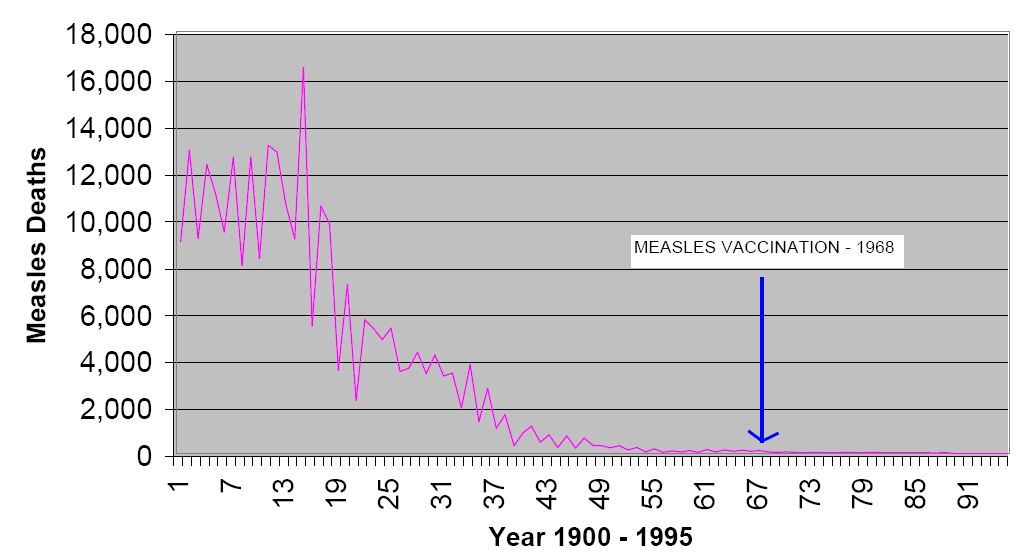 18,000
16,000
14,000
12,000
10,000
8,000
6,000
4,000
2,000
0
Measles Deaths
MEASLES VACCINATION - 1968
1 7 13 19 25 31 37 43 49 55 61 67 73 79 85 91
Year 1900 - 1995